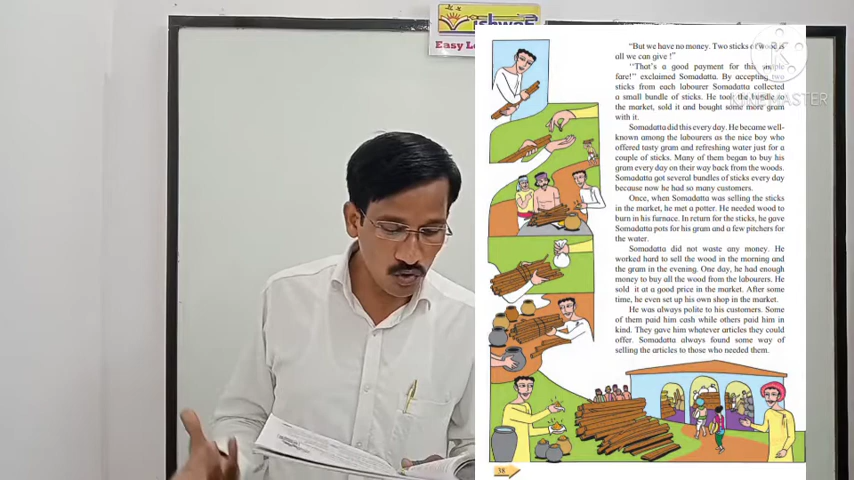 ishwas
Easy L
"But we have no money. Two sticks of wood is
all we can give !"
"That's a good payment for this simple
fare!" exclaimed Somadatta. By accepting two
sticks from each labourer Somadatta collected
a small bundle of sticks. He took the bundle to
the market, sold it and bought some more gram
with it.
Somadatta did this every day. He became well-
known among the labourers as the nice boy who
offered tasty gram and refreshing water just for a
couple of sticks. Many of them began to buy his
gram every day on their way back from the woods.
Somadatta got several bundles of sticks every day
because now he had so many customers.
Once, when Somadatta was selling the sticks
in the market, he met a potter. He needed wood to
burn in his furnace. In return for the sticks, he gave
Somadatta pots for his gram and a few pitchers for
the water.
Somadatta did not waste any money. He
worked hard to sell the wood in the morning and
the gram in the evening. One day, he had enough
money to buy all the wood from the labourers. He
sold it at a good price in the market. After some
time, he even set up his own shop in the market.
He was always polite to his customers. Some
of them paid him cash while others paid him in
kind. They gave him whatever articles they could
offer. Somadatta always found some way of
selling the articles to those who needed them.
38
KINEMASTER